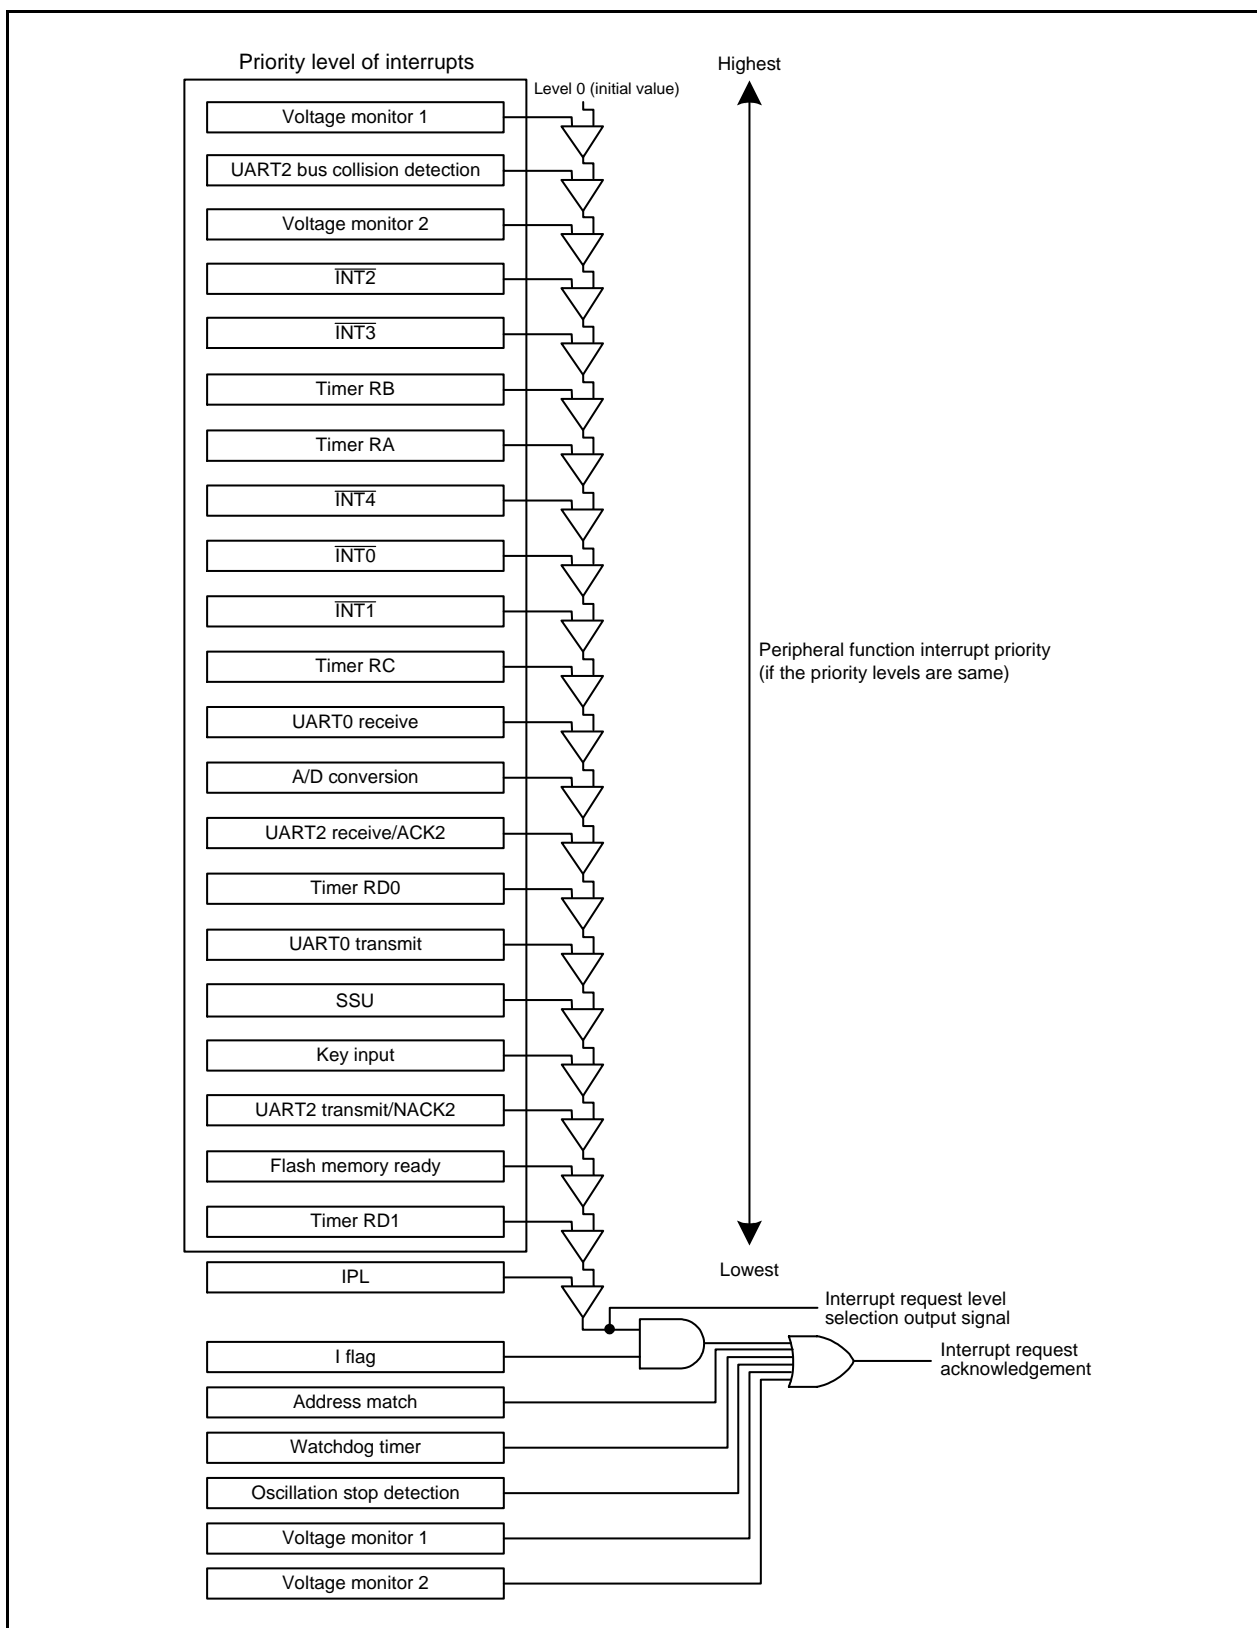 Priority level of interrupts
Highest
Level 0 (initial value)
Voltage monitor 1
UART2 bus collision detection
Voltage monitor 2
INT2
INT3
Timer RB
Timer RA
INT4
INT0
INT1
Timer RC
Peripheral function interrupt priority
(if the priority levels are same)
UART0 receive
A/D conversion
UART2 receive/ACK2
Timer RD0
UART0 transmit
SSU
Key input
UART2 transmit/NACK2
Flash memory ready
Timer RD1
Lowest
IPL
Interrupt request level
selection output signal
I flag
Interrupt request
acknowledgement
Address match
Watchdog timer
Oscillation stop detection
Voltage monitor 1
Voltage monitor 2